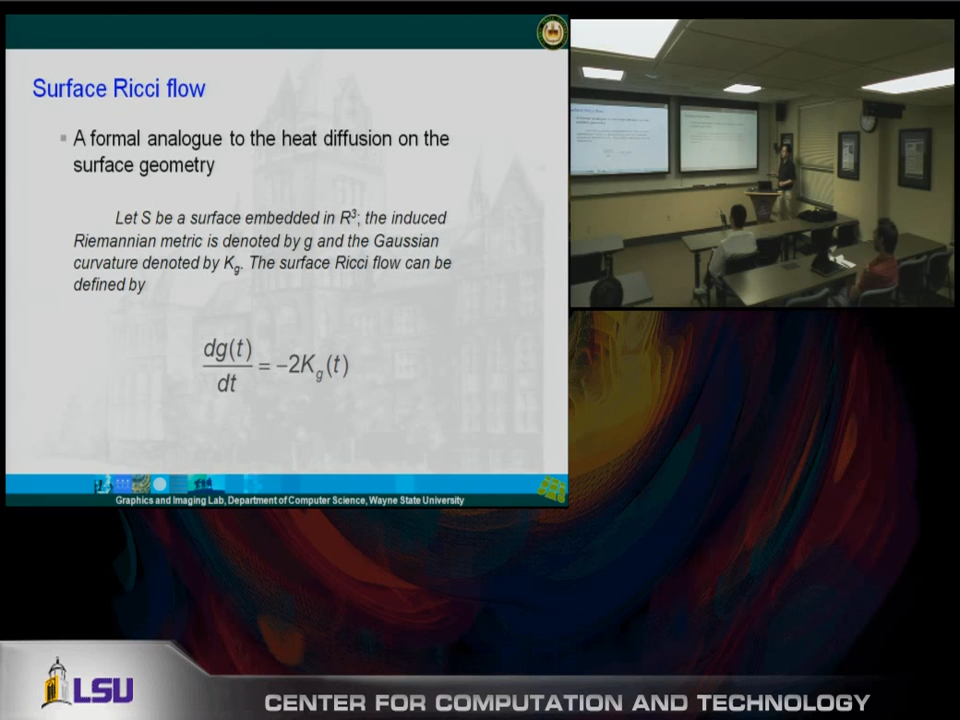 Surface Ricci flow
▪ A formal analogue to the heat diffusion on the
surface geometry
Let S be a surface embedded in R³; the induced
Riemannian metric is denoted by g and the Gaussian
curvature denoted by K_g. The surface Ricci flow can be
defined by
dg(t)/dt = −2K_g(t)
Graphics and Imaging Lab, Department of Computer Science, Wayne State University
LSU
CENTER FOR COMPUTATION AND TECHNOLOGY